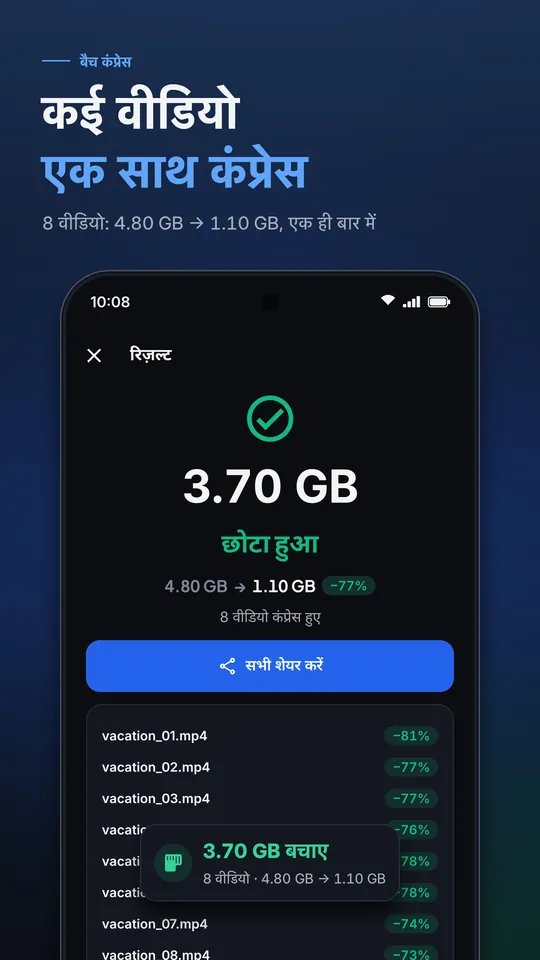 बैच कंप्रेस
कई वीडियो
एक साथ कंप्रेस
8 वीडियो: 4.80 GB → 1.10 GB, एक ही बार में
10:08
रिज़ल्ट
3.70 GB
छोटा हुआ
4.80 GB → 1.10 GB −77%
8 वीडियो कंप्रेस हुए
सभी शेयर करें
vacation_01.mp4 −81%
vacation_02.mp4 −77%
vacation_03.mp4 −77%
−76%
78%
−78%
3.70 GB बचाए
8 वीडियो · 4.80 GB → 1.10 GB
vacation_07.mp4 −74%
vacation_08.mp4 −73%